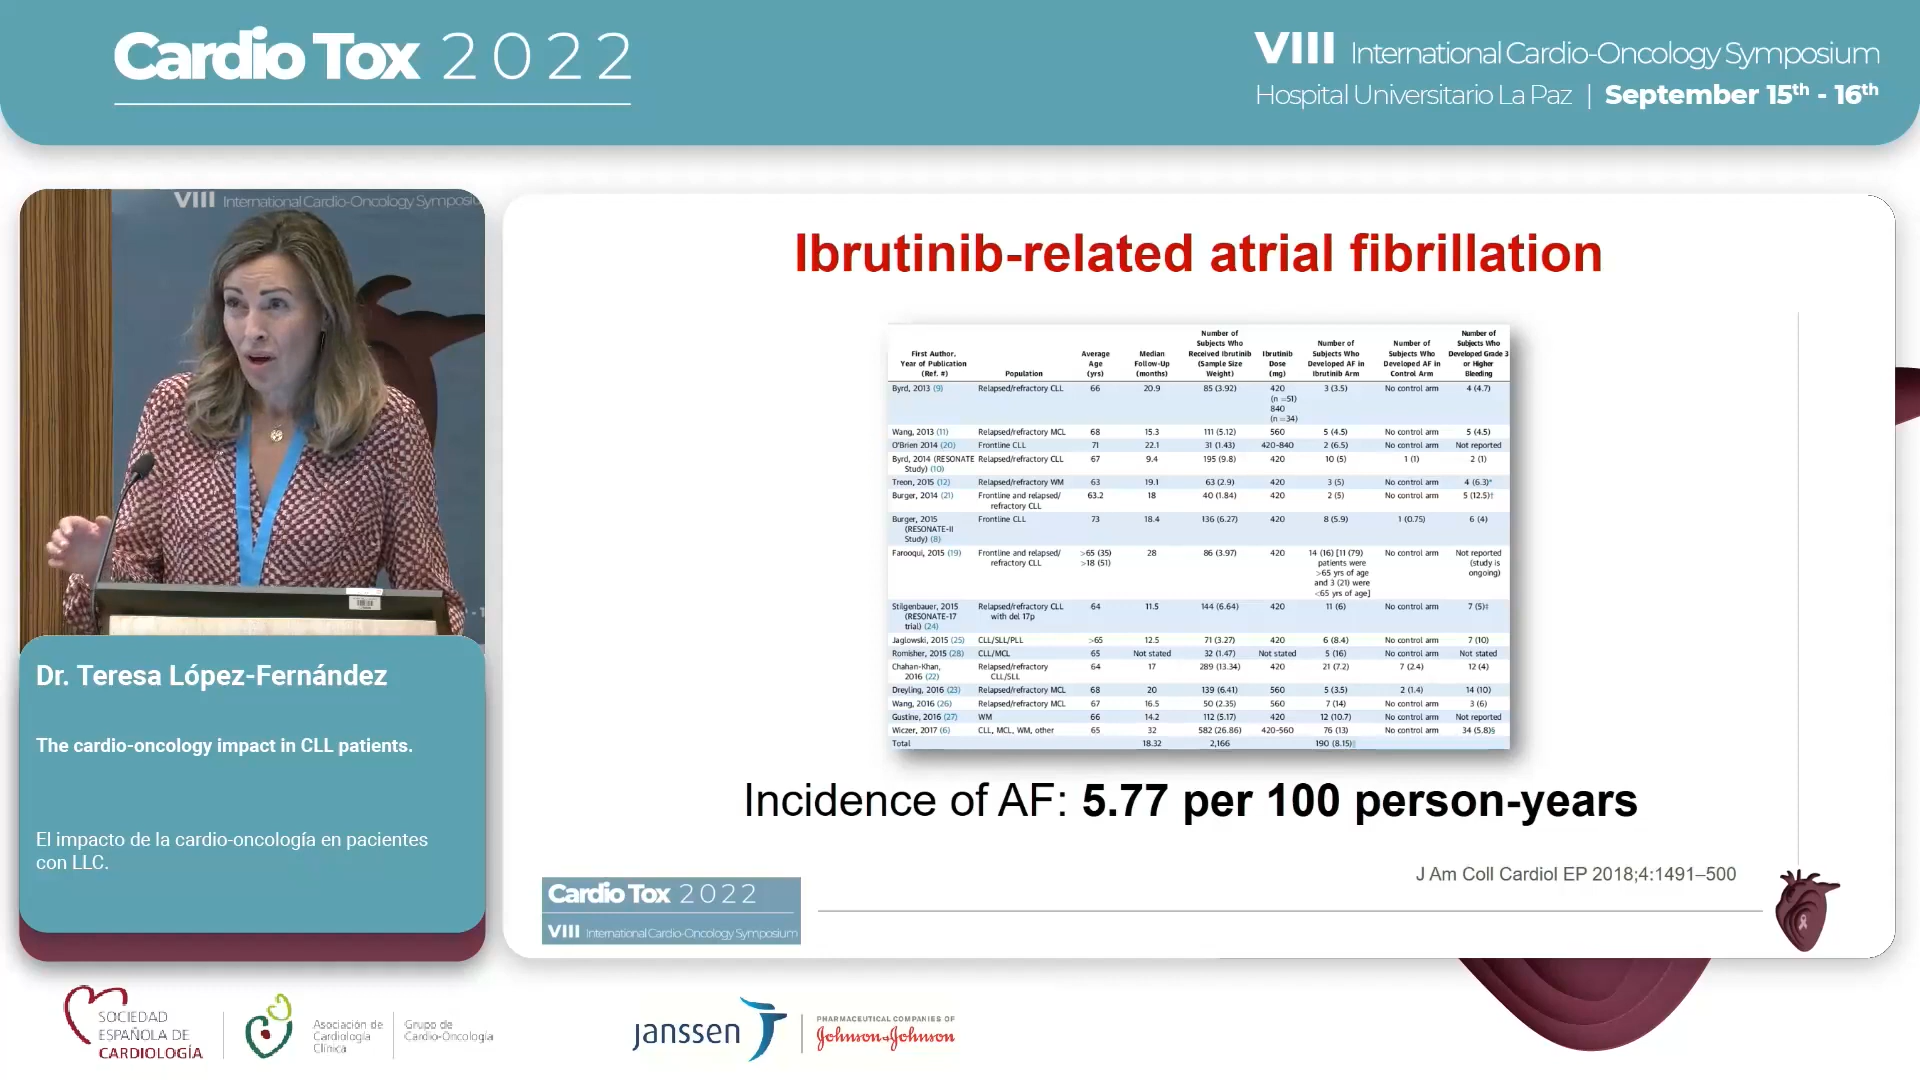 Cardio Tox 2022
VIII International Cardio-Oncology Symposium
Hospital Universitario La Paz | September 15th - 16th
VIII International Cardio-Oncology Symposiu
Dr. Teresa López-Fernández
The cardio-oncology impact in CLL patients.
El impacto de la cardio-oncología en pacientes
con LLC.
Ibrutinib-related atrial fibrillation
First Author, Year of Publication (Ref. #) Population Average Age (yrs) Median Follow-Up (months) Number of Subjects Who Received Ibrutinib (Sample Size Weight) Ibrutinib Dose (mg) Number of Subjects Who Developed AF in Ibrutinib Arm Number of Subjects Who Developed AF in Control Arm Number of Subjects Who Developed Grade 3 or Higher Bleeding
Byrd, 2013 (9) Relapsed/refractory CLL 66 20.9 85 (3.92) 420 (n =51) 840 (n =34) 3 (3.5) No control arm 4 (4.7)
Wang, 2013 (11) Relapsed/refractory MCL 68 15.3 111 (5.12) 560 5 (4.5) No control arm 5 (4.5)
O'Brien 2014 (20) Frontline CLL 71 22.1 31 (1.43) 420-840 2 (6.5) No control arm Not reported
Byrd, 2014 (RESONATE Study) (10) Relapsed/refractory CLL 67 9.4 195 (9.8) 420 10 (5) 1 (1) 2 (1)
Treon, 2015 (12) Relapsed/refractory WM 63 19.1 63 (2.9) 420 3 (5) No control arm 4 (6.3)*
Burger, 2014 (21) Frontline and relapsed/ refractory CLL 63.2 18 40 (1.84) 420 2 (5) No control arm 5 (12.5)†
Burger, 2015 (RESONATE-II Study) (8) Frontline CLL 73 18.4 136 (6.27) 420 8 (5.9) 1 (0.75) 6 (4)
Farooqui, 2015 (19) Frontline and relapsed/ refractory CLL >65 (35) >18 (51) 28 86 (3.97) 420 14 (16) [11 (79) patients were >65 yrs of age and 3 (21) were <65 yrs of age] No control arm Not reported (study is ongoing)
Stilgenbauer, 2015 (RESONATE-17 trial) (24) Relapsed/refractory CLL with del 17p 64 11.5 144 (6.64) 420 11 (6) No control arm 7 (5)‡
Jaglowski, 2015 (25) CLL/SLL/PLL >65 12.5 71 (3.27) 420 6 (8.4) No control arm 7 (10)
Romisher, 2015 (28) CLL/MCL 65 Not stated 32 (1.47) Not stated 5 (16) No control arm Not stated
Chahan-Khan, 2016 (22) Relapsed/refractory CLL/SLL 64 17 289 (13.34) 420 21 (7.2) 7 (2.4) 12 (4)
Dreyling, 2016 (23) Relapsed/refractory MCL 68 20 139 (6.41) 560 5 (3.5) 2 (1.4) 14 (10)
Wang, 2016 (26) Relapsed/refractory MCL 67 16.5 50 (2.35) 560 7 (14) No control arm 3 (6)
Gustine, 2016 (27) WM 66 14.2 112 (5.17) 420 12 (10.7) No control arm Not reported
Wiczer, 2017 (6) CLL, MCL, WM, other 65 32 582 (26.86) 420-560 76 (13) No control arm 34 (5.8)§
Total 18.32 2,166 190 (8.15)
Incidence of AF: 5.77 per 100 person-years
J Am Coll Cardiol EP 2018;4:1491–500
Cardio Tox 2022
VIII International Cardio-Oncology Symposium
SOCIEDAD
ESPAÑOLA DE
CARDIOLOGÍA
Asociación de
Cardiología
Clínica
Grupo de
Cardio-Oncología
janssen
PHARMACEUTICAL COMPANIES OF
Johnson & Johnson